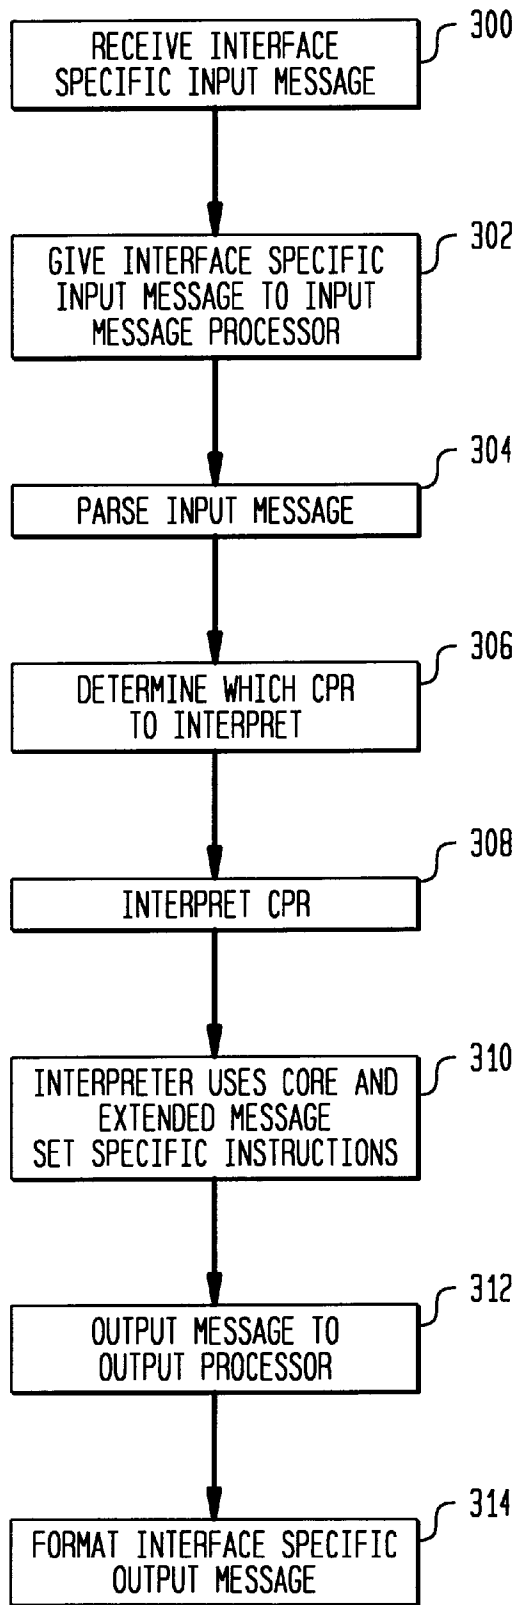 300
RECEIVE INTERFACE
SPECIFIC INPUT MESSAGE
302
GIVE INTERFACE SPECIFIC
INPUT MESSAGE TO INPUT
MESSAGE PROCESSOR
304
PARSE INPUT MESSAGE
306
DETERMINE WHICH CPR
TO INTERPRET
308
INTERPRET CPR
310
INTERPRETER USES CORE AND
EXTENDED MESSAGE
SET SPECIFIC INSTRUCTIONS
312
OUTPUT MESSAGE TO
OUTPUT PROCESSOR
314
FORMAT INTERFACE SPECIFIC
OUTPUT MESSAGE